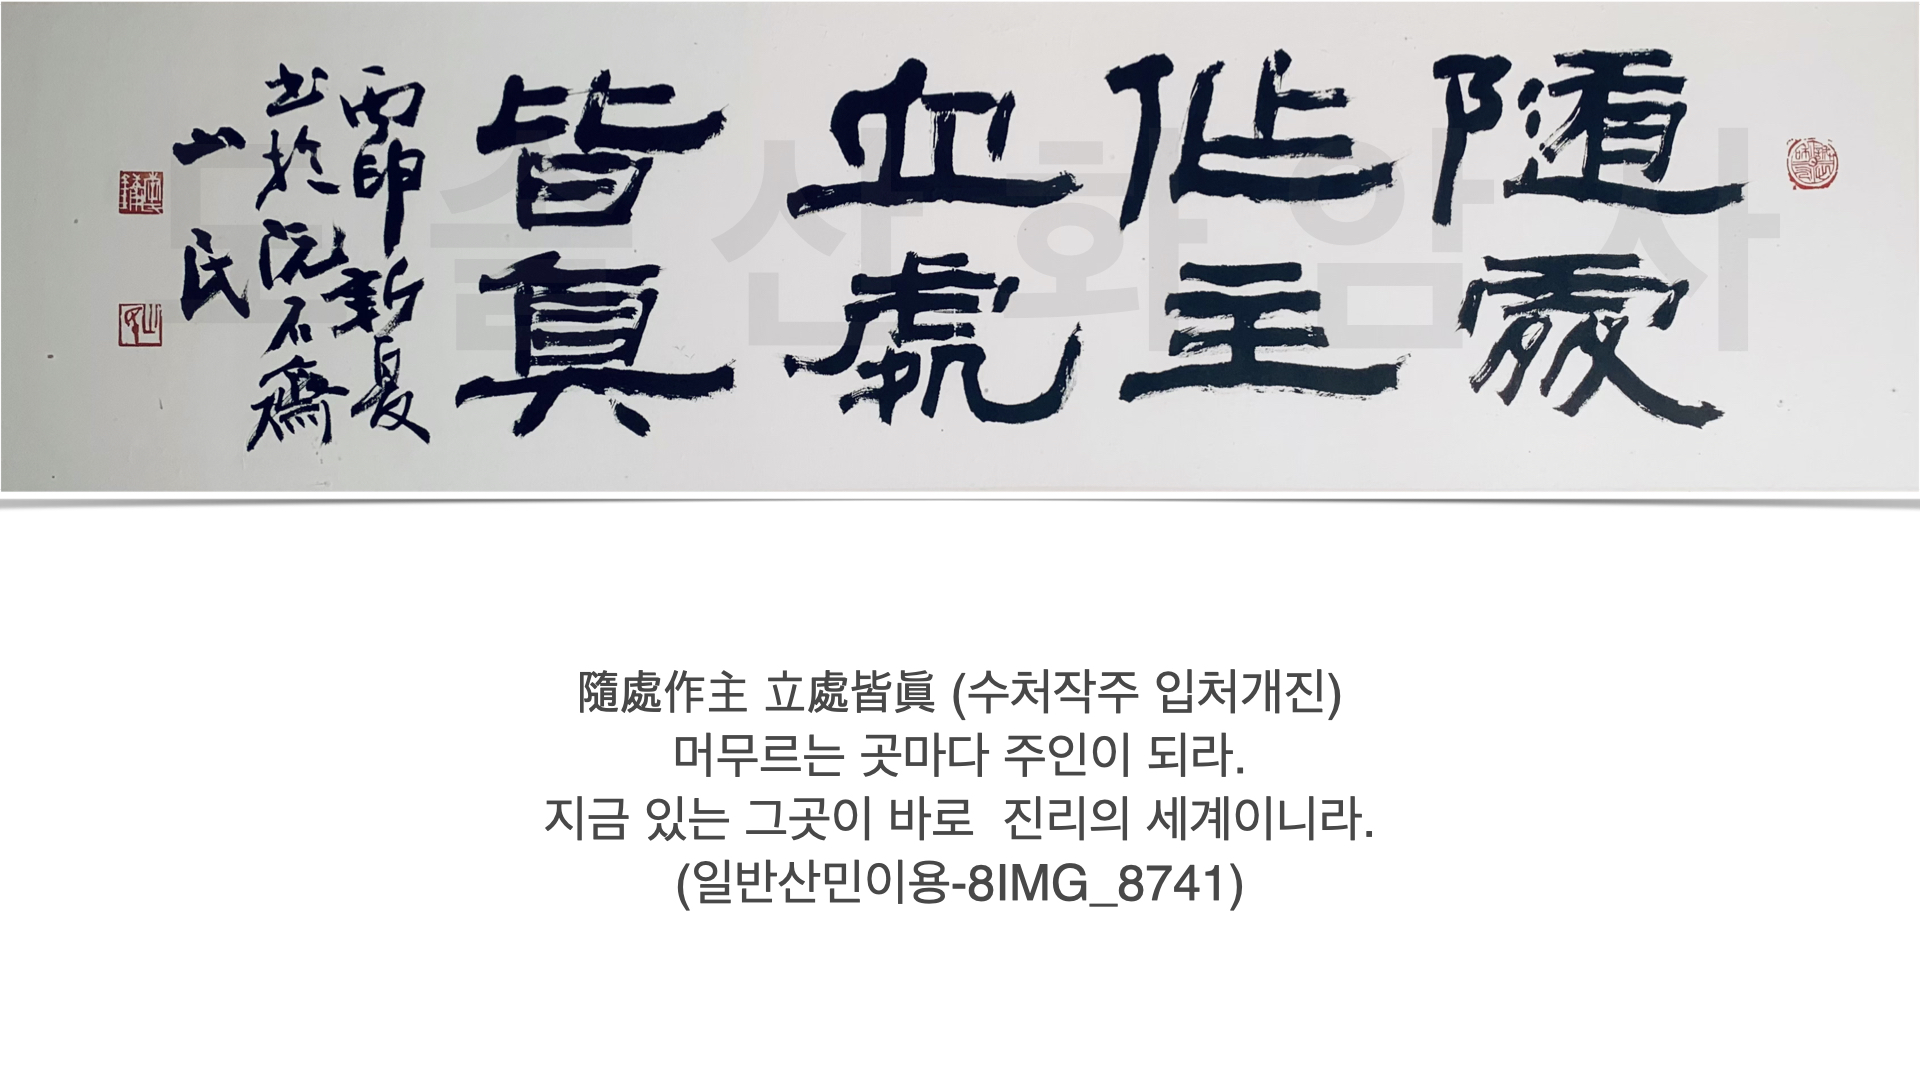 隨處
作主
立處
皆眞
丙申新夏
書於沅石齋
山民
隨處作主 立處皆眞 (수처작주 입처개진)
머무르는 곳마다 주인이 되라.
지금 있는 그곳이 바로  진리의 세계이니라.
(일반산민이용-8IMG_8741)